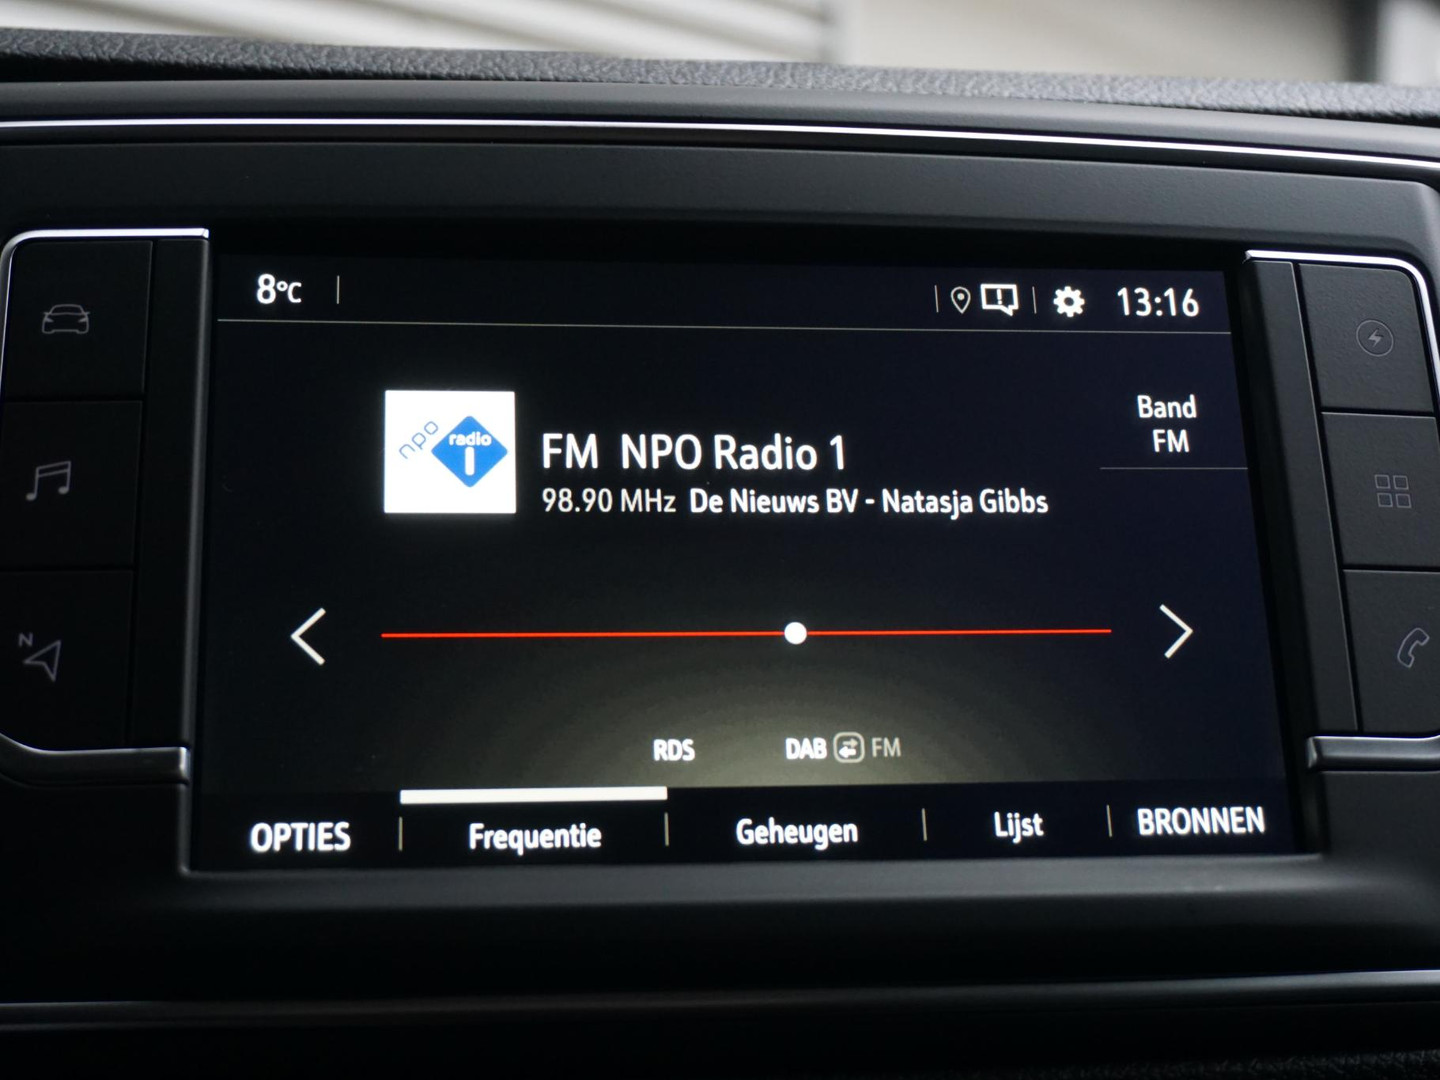 8°C
13:16
Band
FM
npo
radio
1
FM NPO Radio 1
98.90 MHz De Nieuws BV - Natasja Gibbs
N
RDS
DAB FM
OPTIES
Frequentie
Geheugen
Lijst
BRONNEN